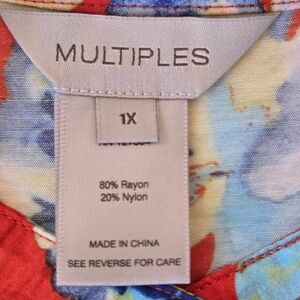 MULTIPLES
1X
80% Rayon
20% Nylon
MADE IN CHINA
SEE REVERSE FOR CARE